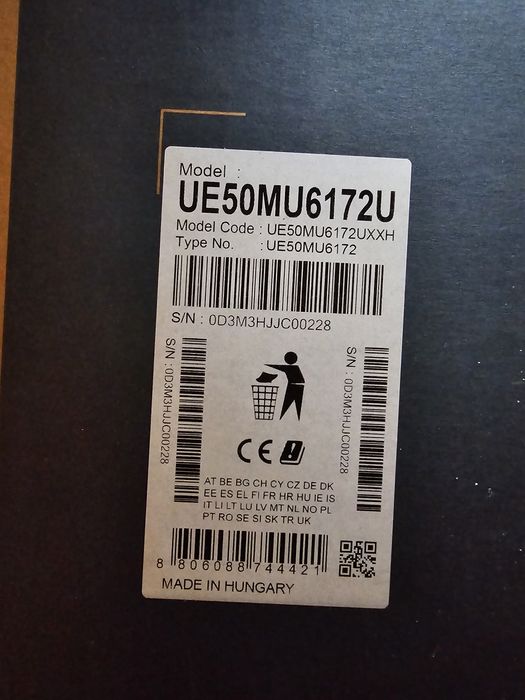 Model :
UE50MU6172U
Model Code : UE50MU6172UXXH
Type No. : UE50MU6172
S/N : 0D3M3HJJC00228
S/N : 0D3M3HJJC00228
S/N : 0D3M3HJJC00228
CE
AT BE BG CH CY CZ DE DK
EE ES EL FI FR HR HU IE IS
IT LI LT LU LV MT NL NO PL
PT RO SE SI SK TR UK
8 806088 744421
MADE IN HUNGARY